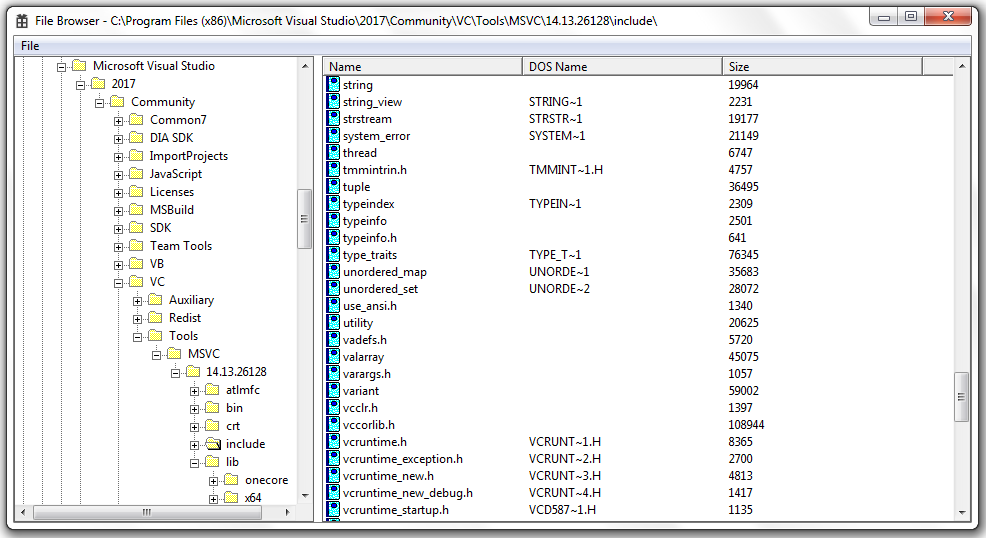 File Browser - C:\Program Files (x86)\Microsoft Visual Studio\2017\Community\VC\Tools\MSVC\14.13.26128\include\
File
Microsoft Visual Studio
2017
Community
Common7
DIA SDK
ImportProjects
JavaScript
Licenses
MSBuild
SDK
Team Tools
VB
VC
Auxiliary
Redist
Tools
MSVC
14.13.26128
atlmfc
bin
crt
include
lib
onecore
x64
Name DOS Name Size
string 19964
string_view STRING~1 2231
strstream STRSTR~1 19177
system_error SYSTEM~1 21149
thread 6747
tmmintrin.h TMMINT~1.H 4757
tuple 36495
typeindex TYPEIN~1 2309
typeinfo 2501
typeinfo.h 641
type_traits TYPE_T~1 76345
unordered_map UNORDE~1 35683
unordered_set UNORDE~2 28072
use_ansi.h 1340
utility 20625
vadefs.h 5720
valarray 45075
varargs.h 1057
variant 59002
vcclr.h 1397
vccorlib.h 108944
vcruntime.h VCRUNT~1.H 8365
vcruntime_exception.h VCRUNT~2.H 2700
vcruntime_new.h VCRUNT~3.H 4813
vcruntime_new_debug.h VCRUNT~4.H 1417
vcruntime_startup.h VCD587~1.H 1135